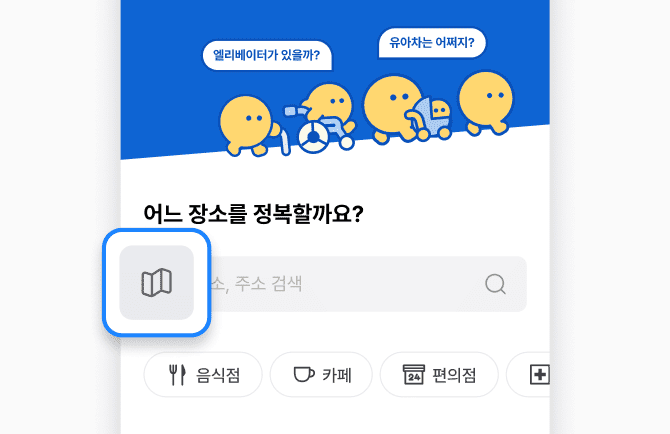 엘리베이터가 있을까?
유아차는 어쩌지?
어느 장소를 정복할까요?
소, 주소 검색
음식점
카페
24
편의점